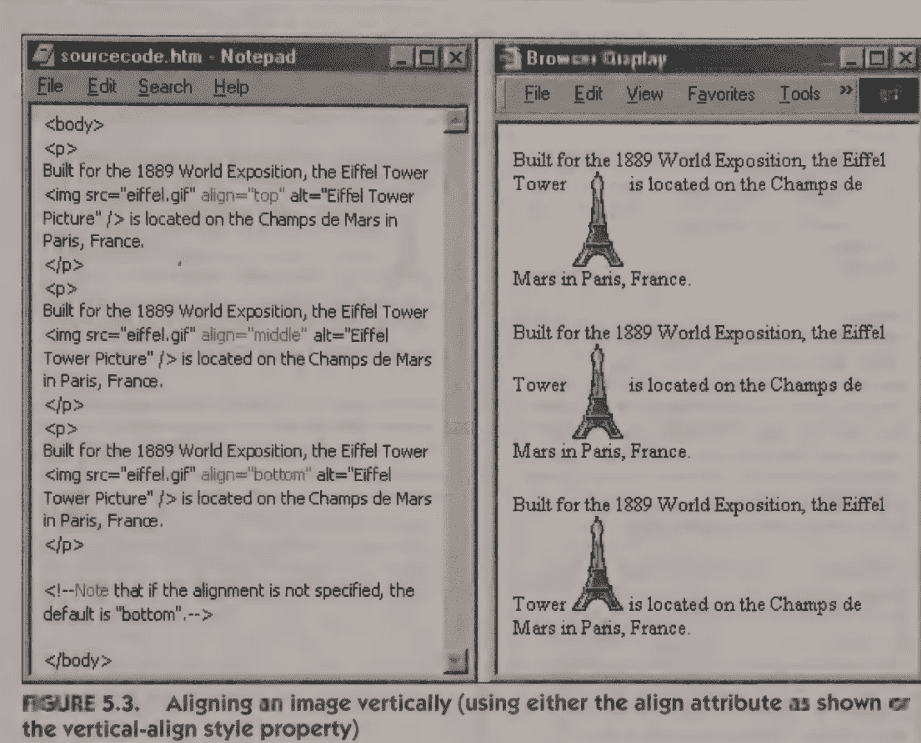 sourcecode.htm - Notepad
File Edit Search Help
<body>
<p>
Built for the 1889 World Exposition, the Eiffel Tower
<img src="eiffel.gif" align="top" alt="Eiffel Tower
Picture" /> is located on the Champs de Mars in
Paris, France.
</p>
<p>
Built for the 1889 World Exposition, the Eiffel Tower
<img src="eiffel.gif" align="middle" alt="Eiffel
Tower Picture" /> is located on the Champs de Mars
in Paris, France.
</p>
<p>
Built for the 1889 World Exposition, the Eiffel Tower
<img src="eiffel.gif" align="bottom" alt="Eiffel
Tower Picture" /> is located on the Champs de Mars
in Paris, France.
</p>
<!--Note that if the alignment is not specified, the
default is "bottom".-->
</body>
Browser Display
File Edit View Favorites Tools »
Built for the 1889 World Exposition, the Eiffel
Tower is located on the Champs de
Mars in Paris, France.
Built for the 1889 World Exposition, the Eiffel
Tower is located on the Champs de
Mars in Paris, France.
Built for the 1889 World Exposition, the Eiffel
Tower is located on the Champs de
Mars in Paris, France.
FIGURE 5.3. Aligning an image vertically (using either the align attribute as shown or
the vertical-align style property)